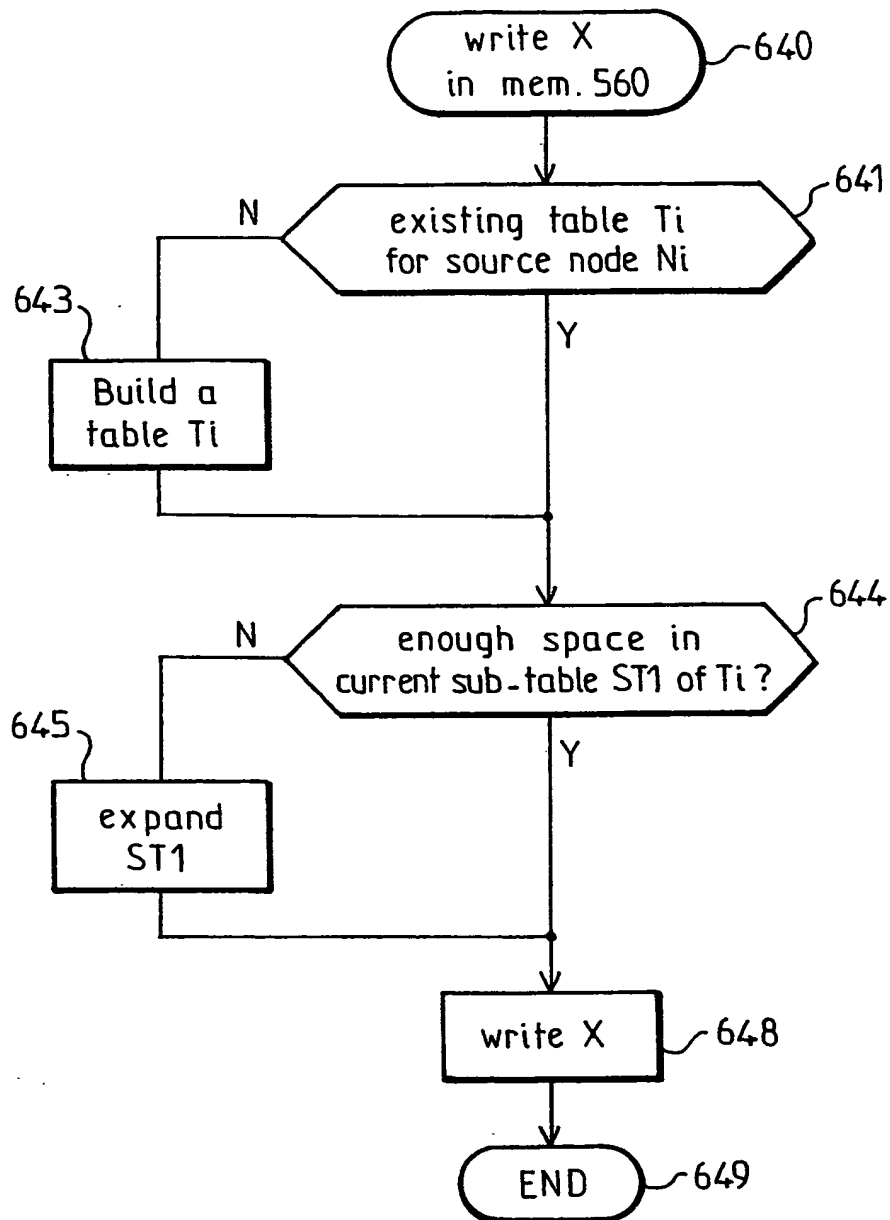 write X
in mem. 560
640
641
N
existing table Ti
for source node Ni
643
Y
Build a
table Ti
644
N
enough space in
current sub-table ST1 of Ti?
645
Y
expand
ST1
write X
648
END
649